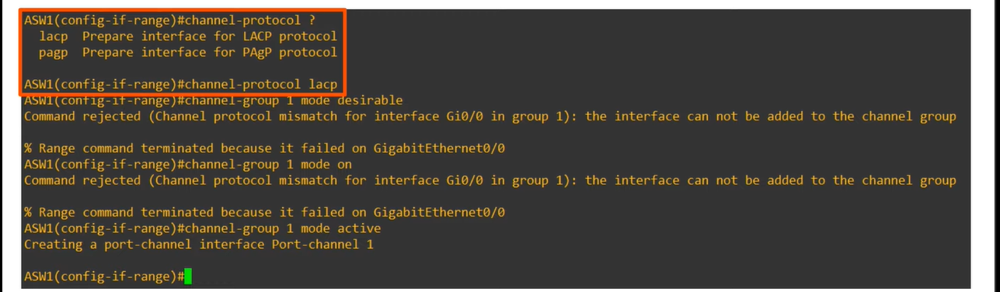 ASW1(config-if-range)#channel-protocol ?
lacp  Prepare interface for LACP protocol
pagp  Prepare interface for PAgP protocol
ASW1(config-if-range)#channel-protocol lacp
ASW1(config-if-range)#channel-group 1 mode desirable
Command rejected (Channel protocol mismatch for interface Gi0/0 in group 1): the interface can not be added to the channel group
% Range command terminated because it failed on GigabitEthernet0/0
ASW1(config-if-range)#channel-group 1 mode on
Command rejected (Channel protocol mismatch for interface Gi0/0 in group 1): the interface can not be added to the channel group
% Range command terminated because it failed on GigabitEthernet0/0
ASW1(config-if-range)#channel-group 1 mode active
Creating a port-channel interface Port-channel 1
ASW1(config-if-range)#